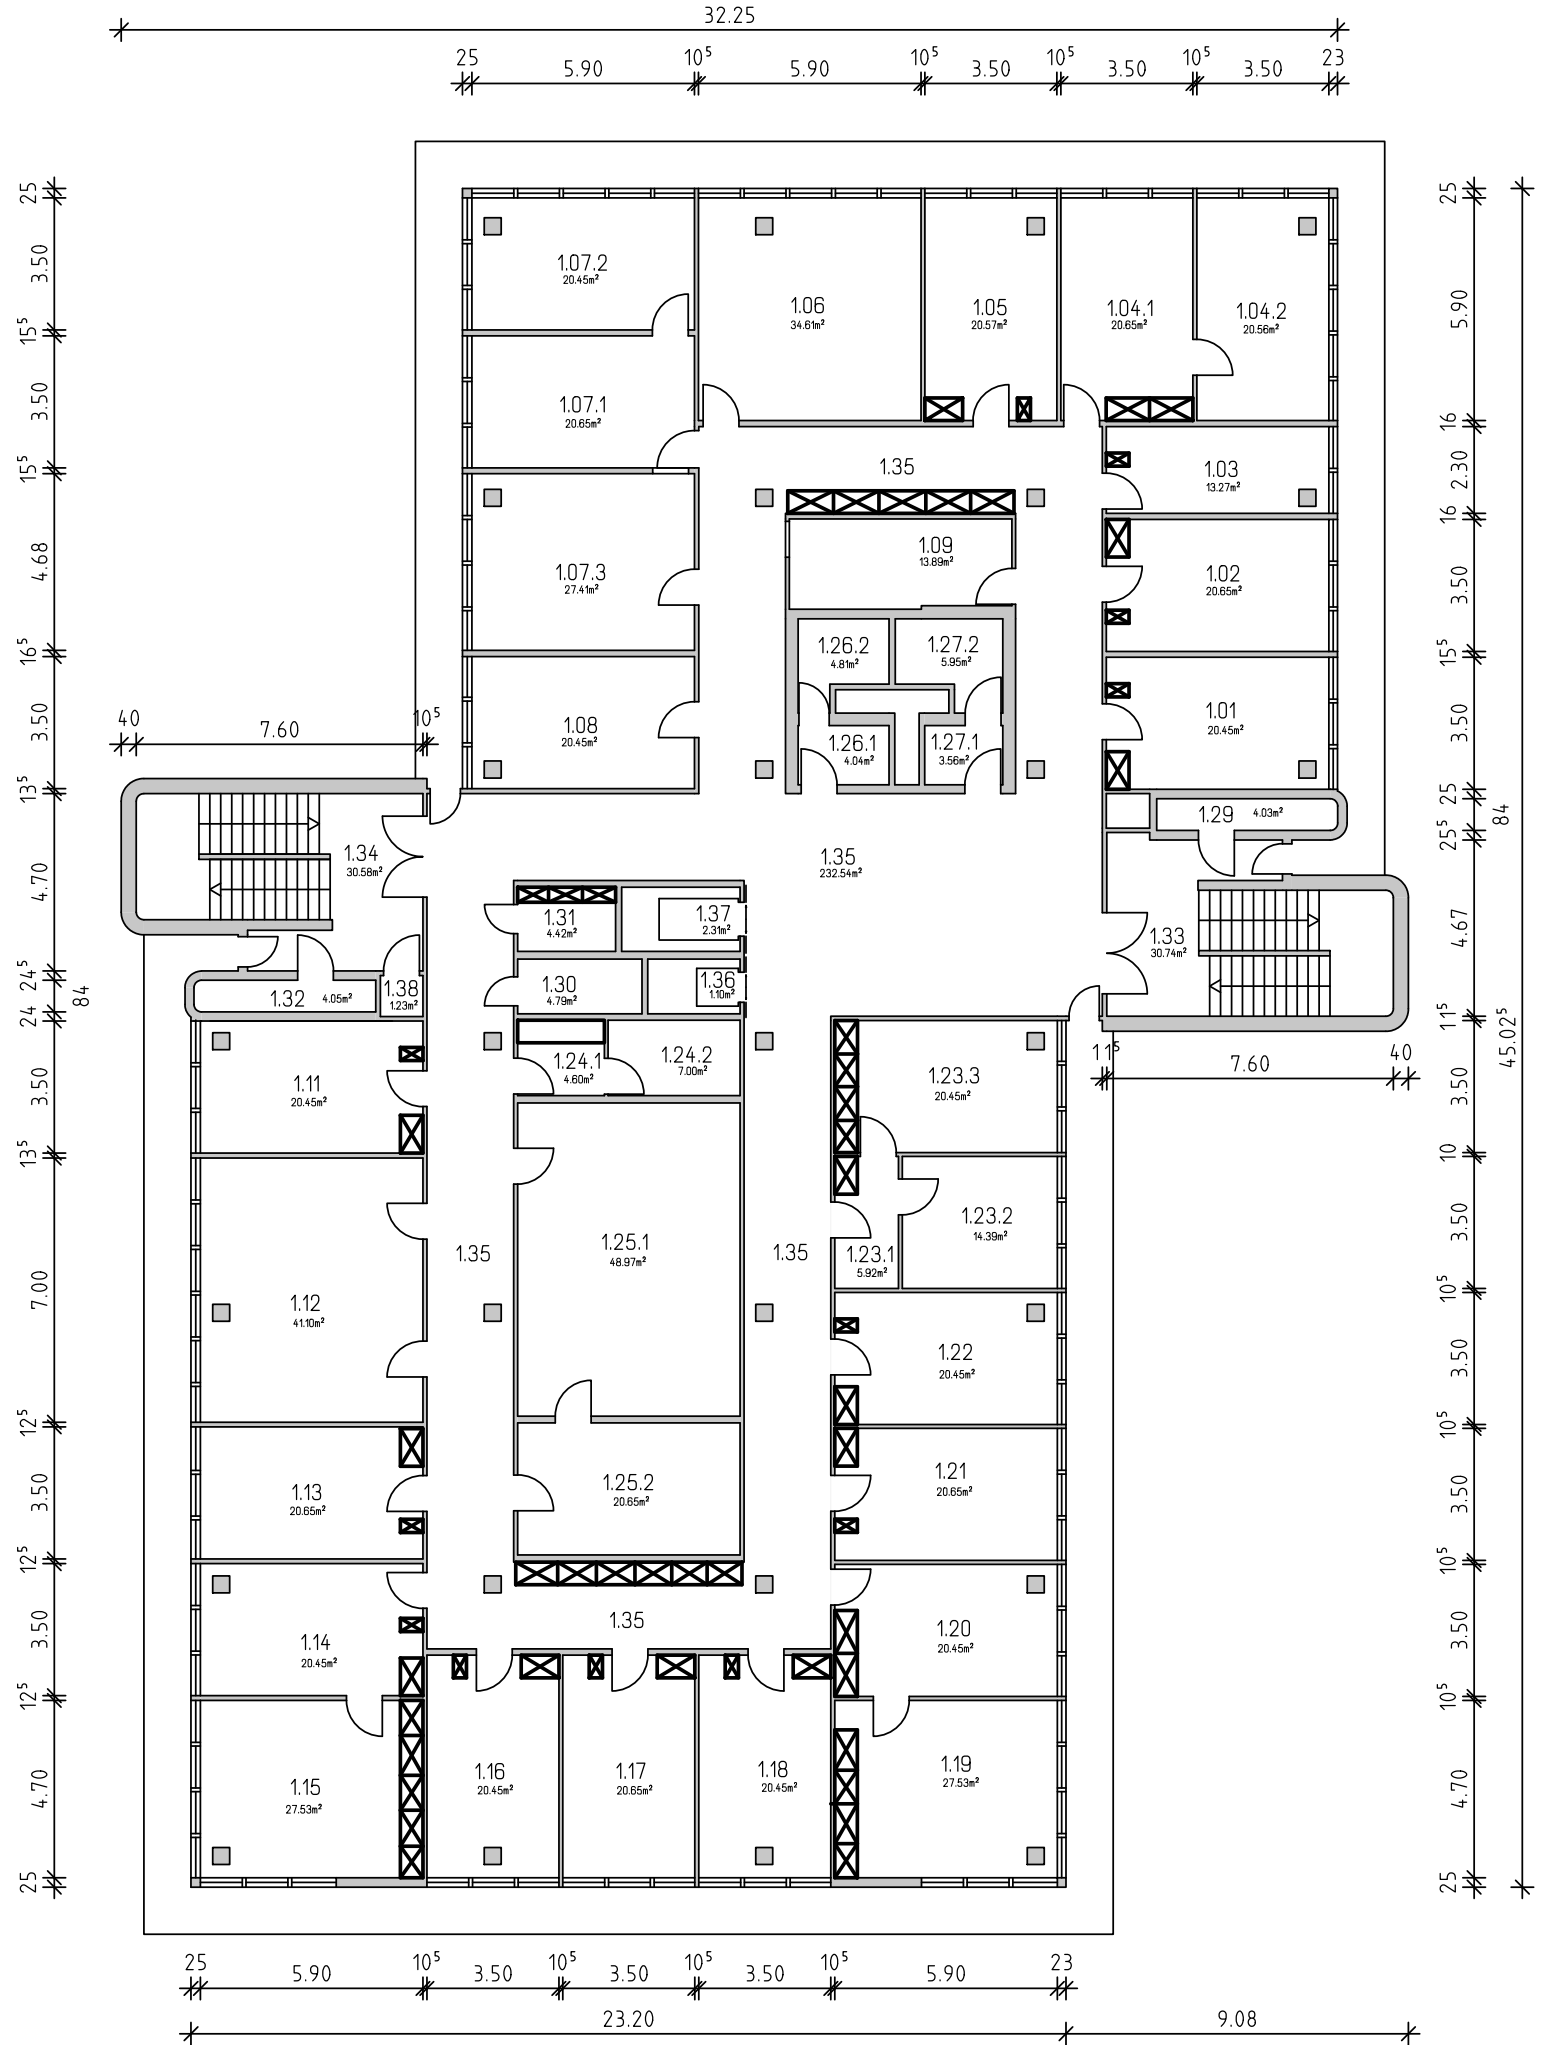 32.25
25 5.90 10⁵ 5.90 10⁵ 3.50 10⁵ 3.50 10⁵ 3.50 23
25
3.50
15⁵
3.50
15⁵
4.68
16⁵
3.50
13⁵
4.70
24⁵
84
24
3.50
13⁵
7.00
12⁵
3.50
12⁵
3.50
12⁵
4.70
25
40 7.60 10⁵
1.07.2
20.45m²
1.06
34.61m²
1.05
20.57m²
1.04.1
20.65m²
1.04.2
20.56m²
1.07.1
20.65m²
1.35
1.03
13.27m²
1.07.3
27.41m²
1.09
13.89m²
1.02
20.65m²
1.26.2
4.81m²
1.27.2
5.95m²
1.08
20.45m²
1.26.1
4.04m²
1.27.1
3.56m²
1.01
20.45m²
1.29 4.03m²
1.34
30.58m²
1.35
232.54m²
1.31
4.42m²
1.37
2.31m²
1.33
30.74m²
1.32 4.05m²
1.38
1.23m²
1.30
4.79m²
1.36
1.10m²
1.11
20.45m²
1.24.1
4.60m²
1.24.2
7.00m²
1.23.3
20.45m²
1.35
1.25.1
48.97m²
1.35
1.23.1
5.92m²
1.23.2
14.39m²
1.12
41.10m²
1.22
20.45m²
1.13
20.65m²
1.25.2
20.65m²
1.21
20.65m²
1.14
20.45m²
1.35
1.20
20.45m²
1.15
27.53m²
1.16
20.45m²
1.17
20.65m²
1.18
20.45m²
1.19
27.53m²
11⁵ 7.60 40
25
5.90
16
2.30
16
3.50
15⁵
3.50
25
84
25⁵
4.67
11⁵
3.50
10
3.50
10⁵
3.50
10⁵
3.50
10⁵
3.50
10⁵
4.70
25
45.02⁵
25 5.90 10⁵ 3.50 10⁵ 3.50 10⁵ 3.50 10⁵ 5.90 23
23.20 9.08